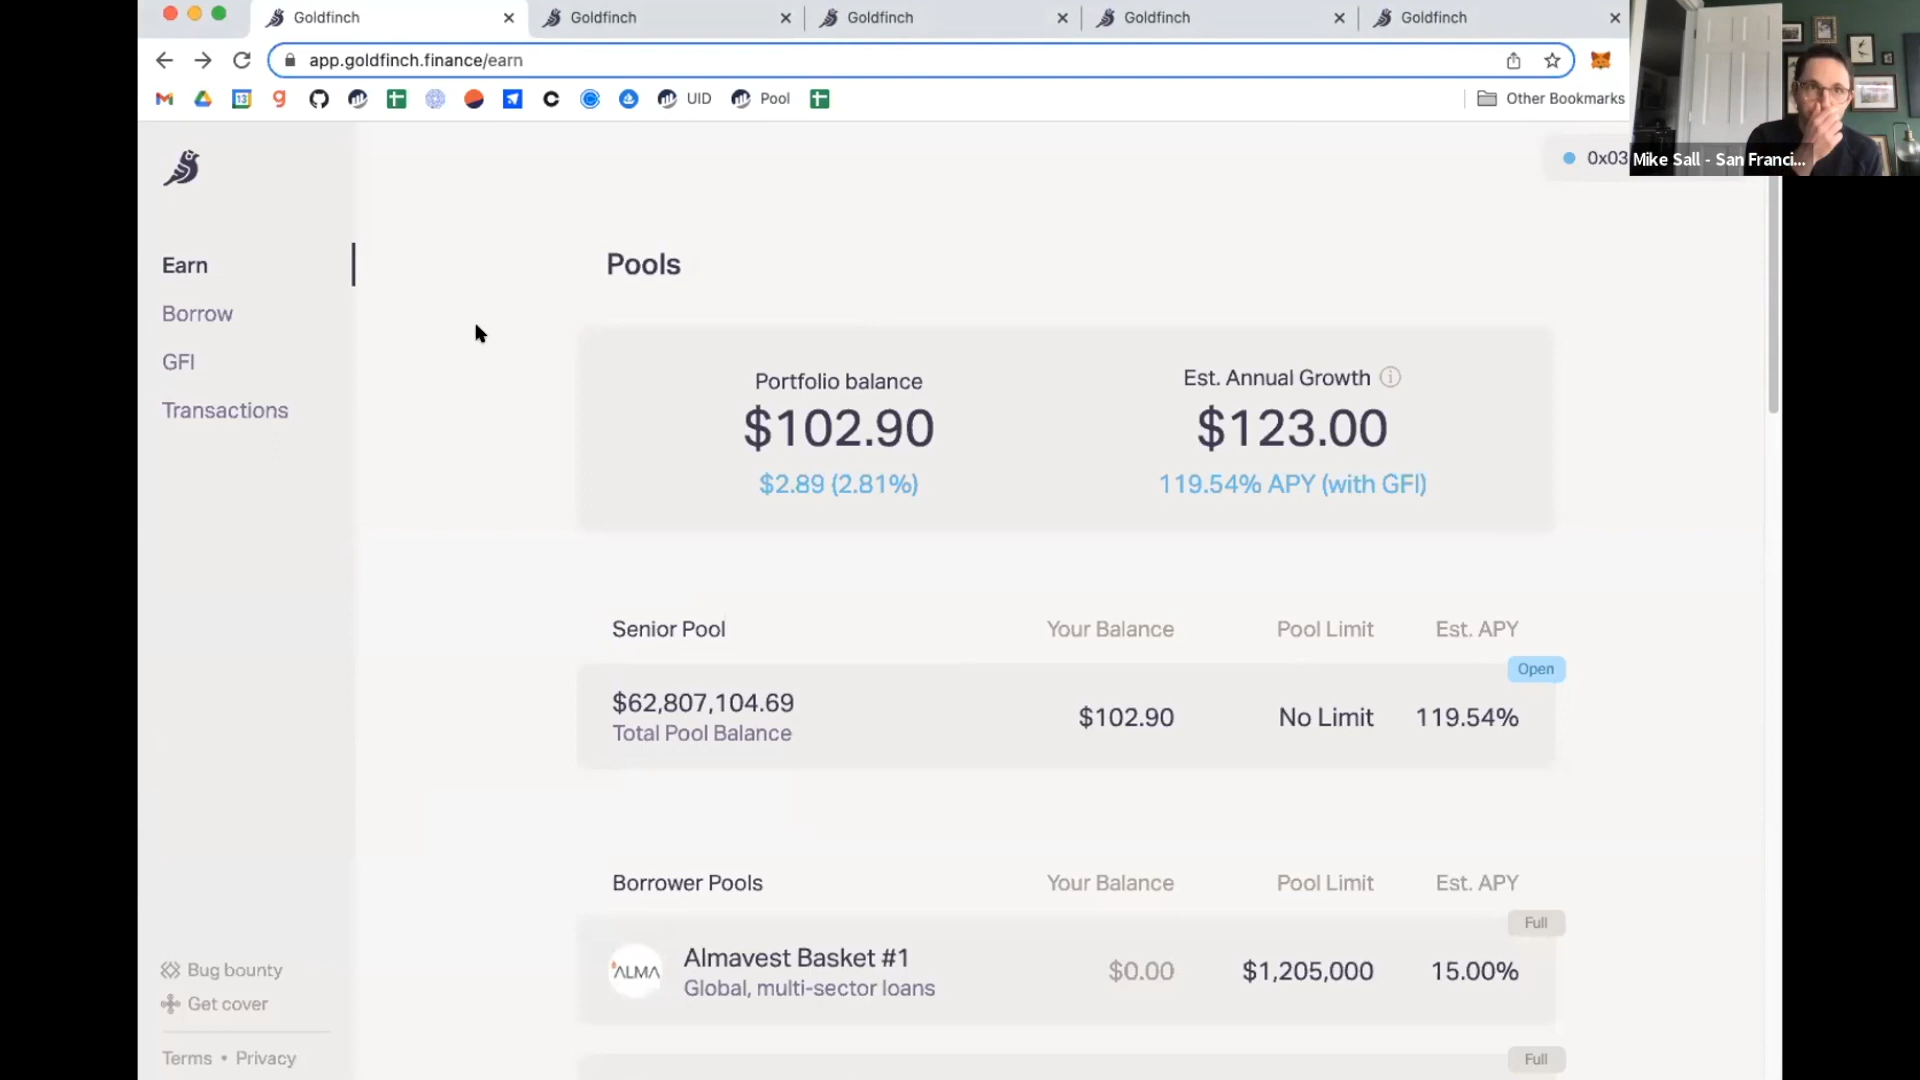 Goldfinch
Goldfinch
Goldfinch
Goldfinch
Goldfinch
app.goldfinch.finance/earn
13
UID
Pool
Other Bookmarks
0x03
Mike Sall - San Franci...
Earn
Borrow
GFI
Transactions
Pools
Portfolio balance
$102.90
$2.89 (2.81%)
Est. Annual Growth
$123.00
119.54% APY (with GFI)
Senior Pool Your Balance Pool Limit Est. APY
Open
$62,807,104.69
Total Pool Balance
$102.90 No Limit 119.54%
Borrower Pools Your Balance Pool Limit Est. APY
Full
ALMA
Almavest Basket #1
Global, multi-sector loans
$0.00 $1,205,000 15.00%
Full
Bug bounty
Get cover
Terms • Privacy